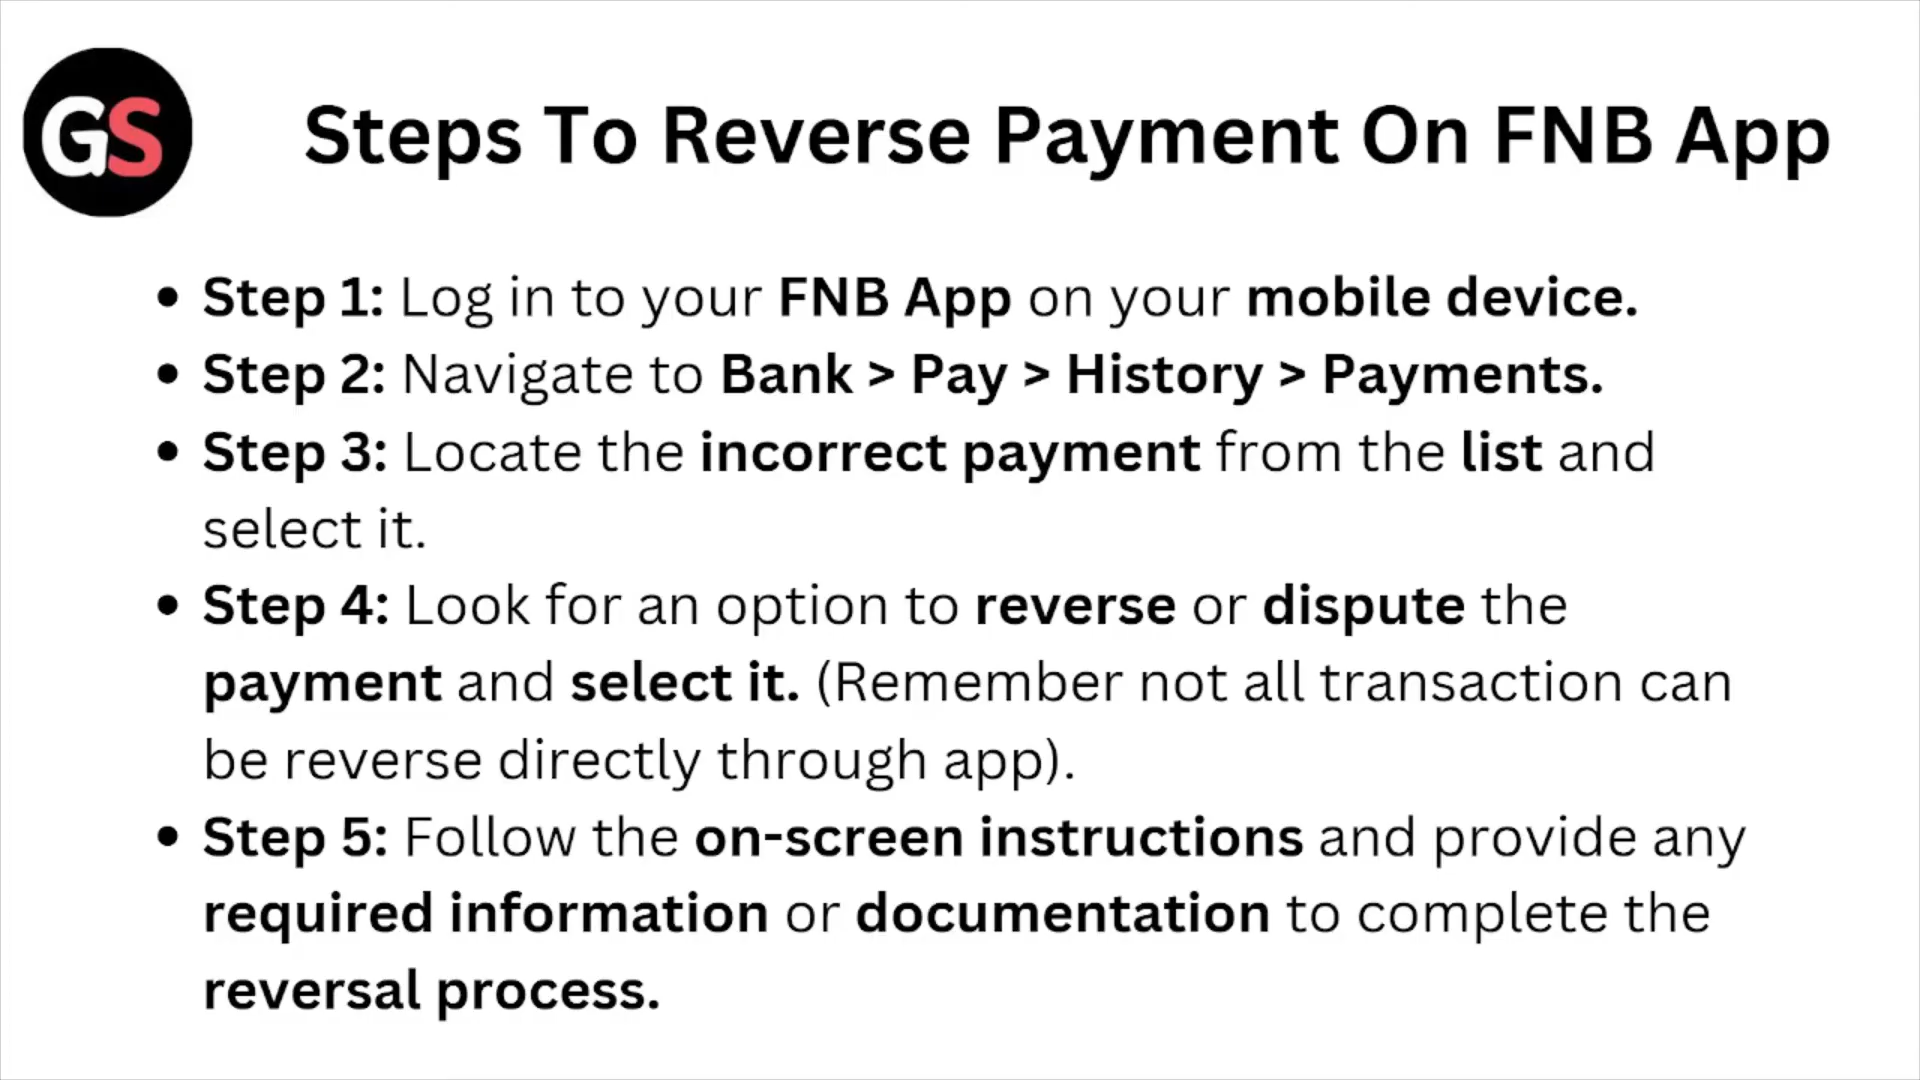 GS
Steps To Reverse Payment On FNB App
• Step 1: Log in to your FNB App on your mobile device.
• Step 2: Navigate to Bank > Pay > History > Payments.
• Step 3: Locate the incorrect payment from the list and
select it.
• Step 4: Look for an option to reverse or dispute the
payment and select it. (Remember not all transaction can
be reverse directly through app).
• Step 5: Follow the on-screen instructions and provide any
required information or documentation to complete the
reversal process.